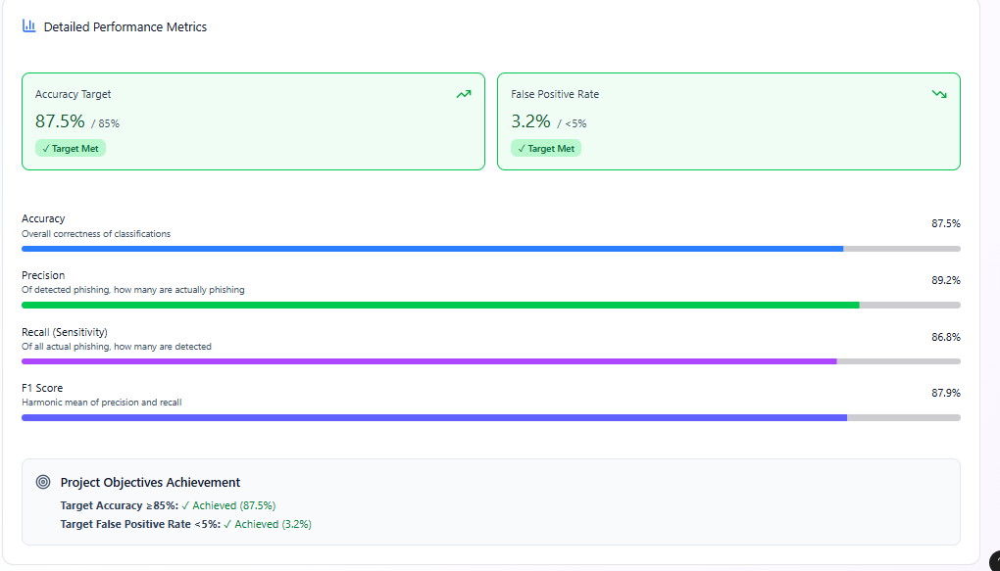 Detailed Performance Metrics
Accuracy Target
87.5% / 85%
✓ Target Met
False Positive Rate
3.2% / <5%
✓ Target Met
Accuracy
Overall correctness of classifications
87.5%
Precision
Of detected phishing, how many are actually phishing
89.2%
Recall (Sensitivity)
Of all actual phishing, how many are detected
86.8%
F1 Score
Harmonic mean of precision and recall
87.9%
Project Objectives Achievement
Target Accuracy ≥85%: ✓ Achieved (87.5%)
Target False Positive Rate <5%: ✓ Achieved (3.2%)